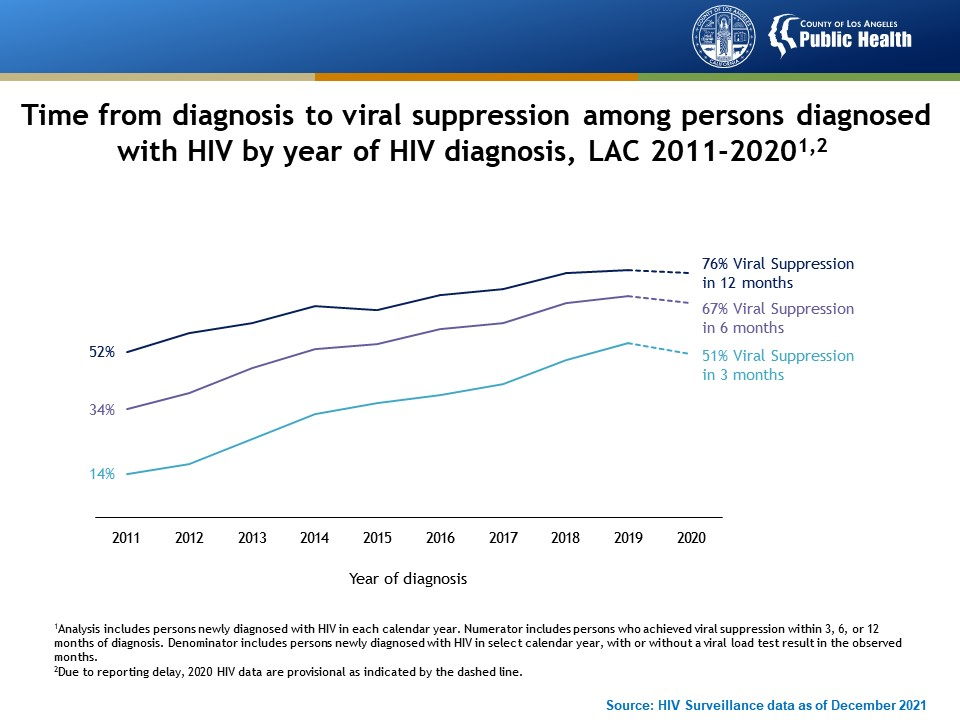 COUNTY OF LOS ANGELES
Public Health
Time from diagnosis to viral suppression among persons diagnosed
with HIV by year of HIV diagnosis, LAC 2011-2020¹,²
76% Viral Suppression
in 12 months
67% Viral Suppression
in 6 months
52%
51% Viral Suppression
in 3 months
34%
14%
2011 2012 2013 2014 2015 2016 2017 2018 2019 2020
Year of diagnosis
¹Analysis includes persons newly diagnosed with HIV in each calendar year. Numerator includes persons who achieved viral suppression within 3, 6, or 12
months of diagnosis. Denominator includes persons newly diagnosed with HIV in select calendar year, with or without a viral load test result in the observed
months.
²Due to reporting delay, 2020 HIV data are provisional as indicated by the dashed line.
Source: HIV Surveillance data as of December 2021